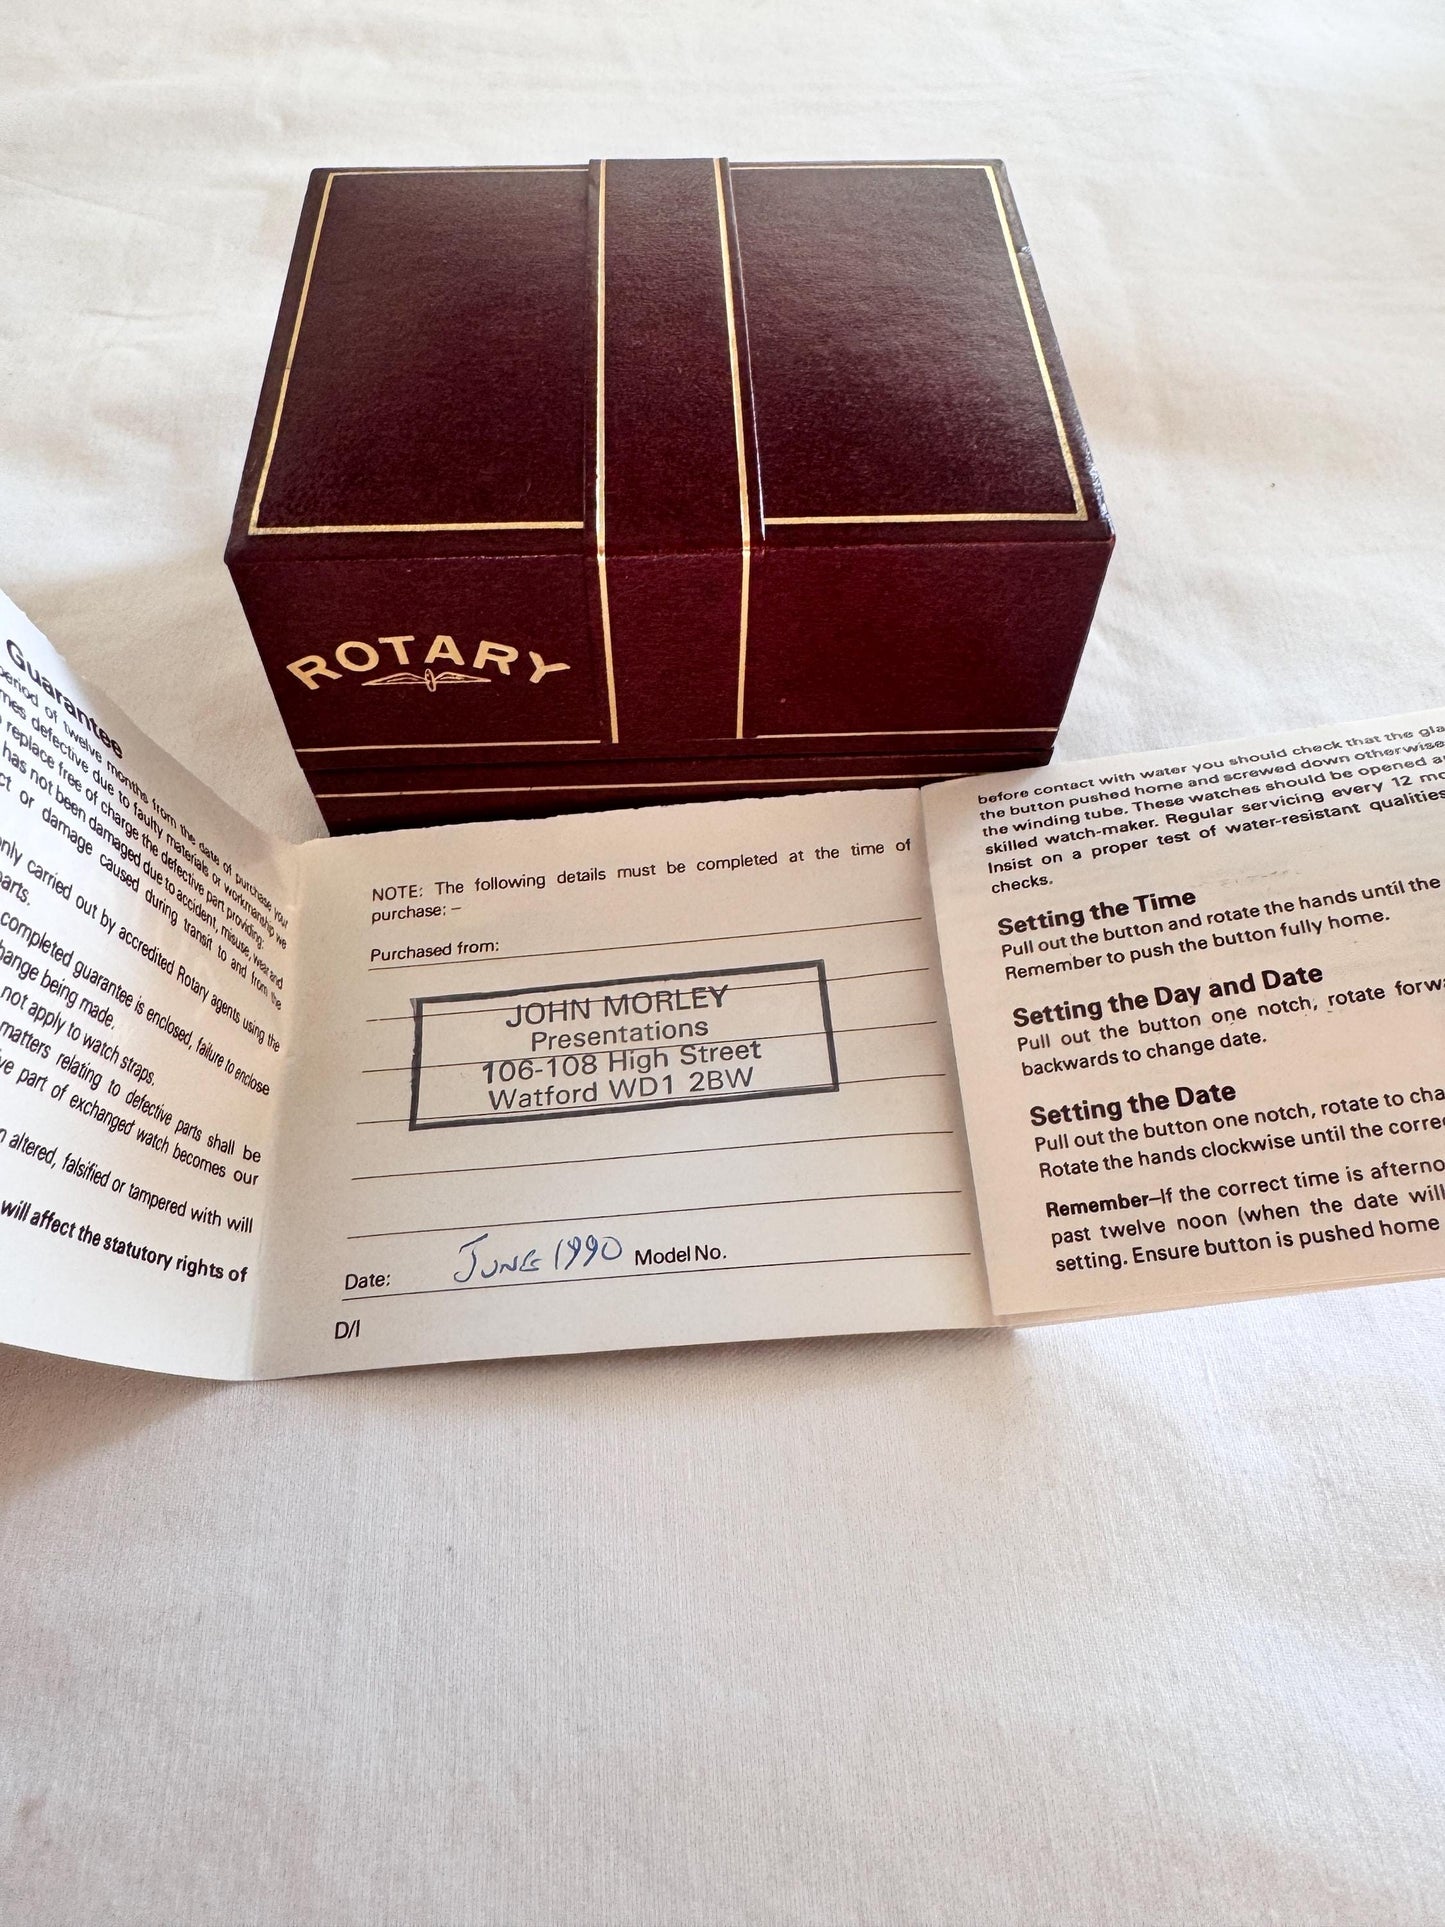 ROTARY
Guarantee
period of twelve months from the date of purchase your
defective due to faulty materials or workmanship we
replace free of charge the defective part providing:
has not been damaged due to accident, misuse, wear and
or damage caused during transit to and from the
only carried out by accredited Rotary agents using the
parts.
completed guarantee is enclosed, failure to enclose
being made.
not apply to watch straps.
matters relating to defective parts shall be
part of exchanged watch becomes our
altered, falsified or tampered with will
will affect the statutory rights of
NOTE: The following details must be completed at the time of
purchase: –
Purchased from:
JOHN MORLEY
Presentations
106-108 High Street
Watford WD1 2BW
Date: JUNE 1990 Model No.
D/I
before contact with water you should check that the
the button pushed home and screwed down otherwise
the winding tube. These watches should be opened
skilled watch-maker. Regular servicing every 12
Insist on a proper test of water-resistant qualities
checks.
Setting the Time
Pull out the button and rotate the hands until the
Remember to push the button fully home.
Setting the Day and Date
Pull out the button one notch, rotate
backwards to change date.
Setting the Date
Pull out the button one notch, rotate to
Rotate the hands clockwise until the
Remember–If the correct time is
past twelve noon (when the date will
setting. Ensure button is pushed home